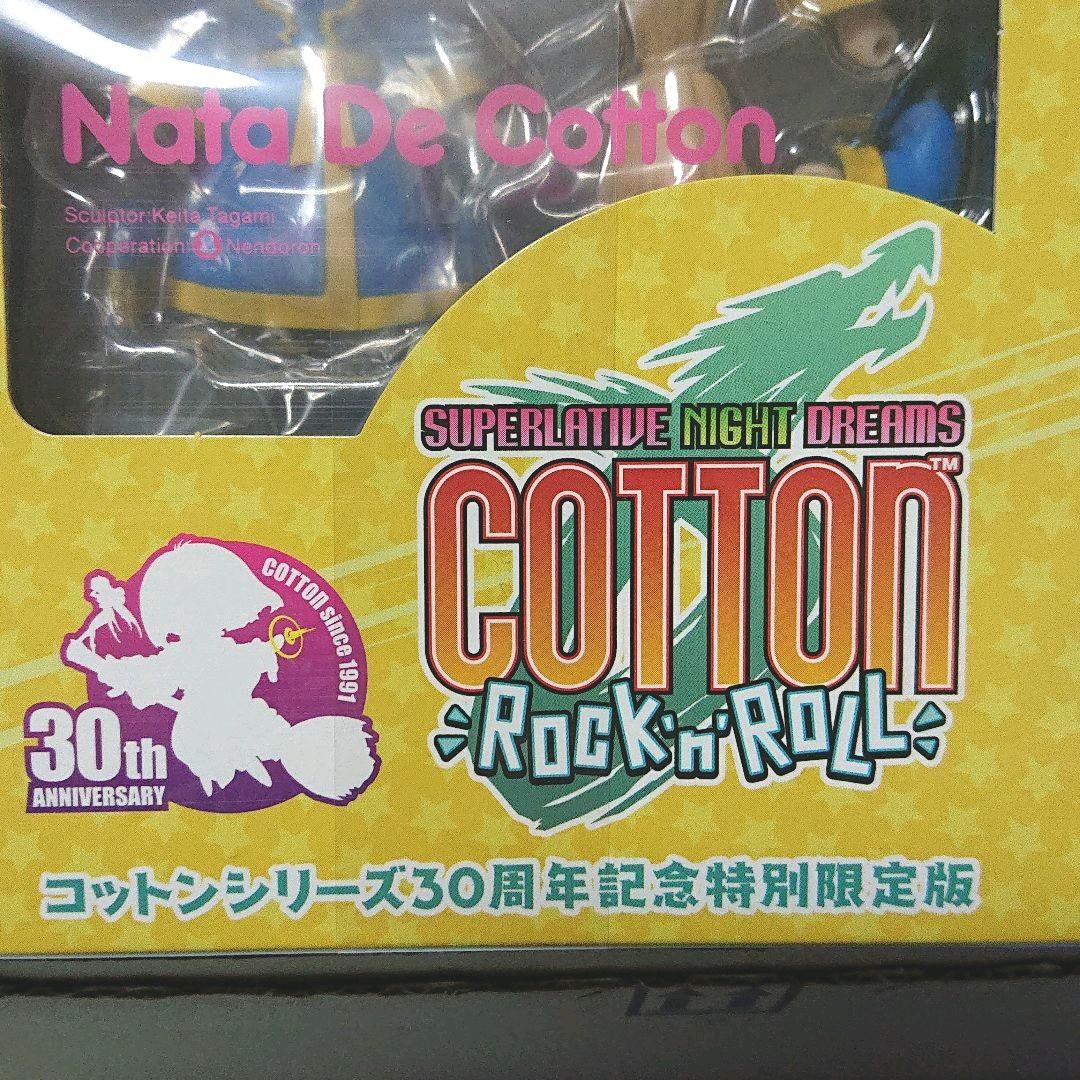 Nata De Cotton
Sculptor:Keita Tagami
Cooperation: Nendoron
SUPERLATIVE NIGHT DREAMS
COTTON™
ROCK'n'ROLL
COTTON since 1991
30th
ANNIVERSARY
コットンシリーズ30周年記念特別限定版